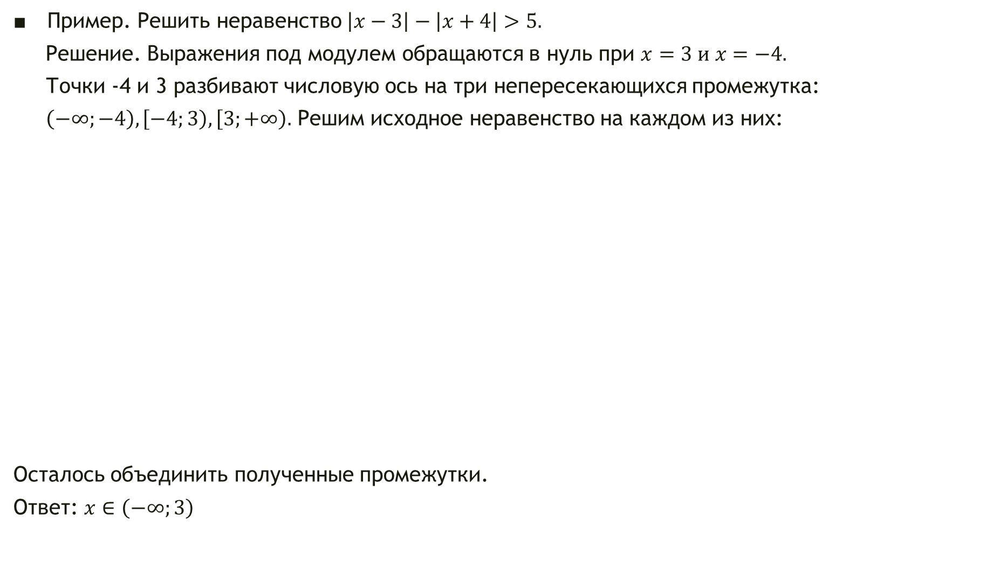 ▪ Пример. Решить неравенство |x − 3| − |x + 4| > 5.
Решение. Выражения под модулем обращаются в нуль при x = 3 и x = −4.
Точки -4 и 3 разбивают числовую ось на три непересекающихся промежутка:
(−∞; −4), [−4; 3), [3; +∞). Решим исходное неравенство на каждом из них:
Осталось объединить полученные промежутки.
Ответ: x ∈ (−∞; 3)